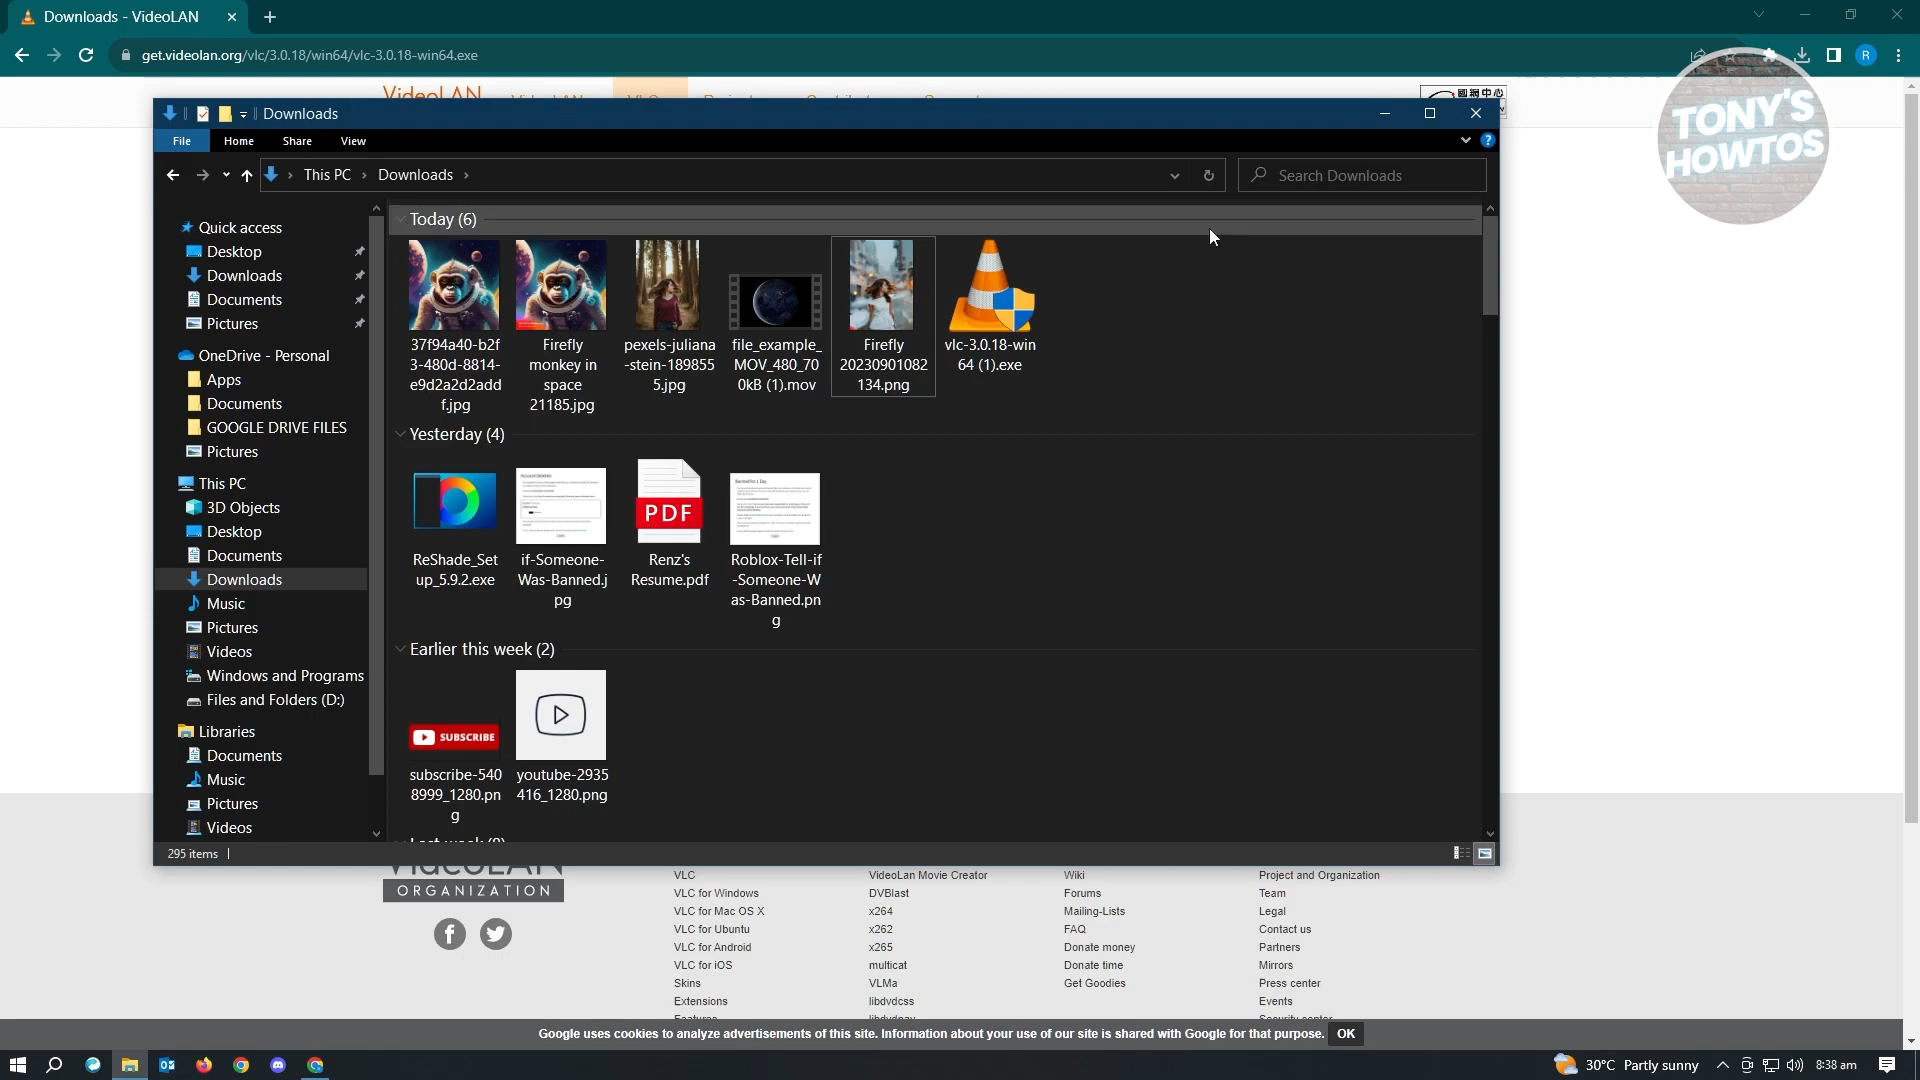 Downloads - VideoLAN
get.videolan.org/vlc/3.0.18/win64/vlc-3.0.18-win64.exe
R
TONY'S
HOWTOS
VideoLAN
Downloads
File
Home
Share
View
This PC
Downloads
Search Downloads
Quick access
Desktop
Downloads
Documents
Pictures
OneDrive - Personal
Apps
Documents
GOOGLE DRIVE FILES
Pictures
This PC
3D Objects
Desktop
Documents
Downloads
Music
Pictures
Videos
Windows and Programs
Files and Folders (D:)
Libraries
Documents
Music
Pictures
Videos
Today (6)
37f94a40-b2f
3-480d-8814-
e9d2a2d2add
f.jpg
Firefly
monkey in
space
21185.jpg
pexels-juliana
-stein-189855
5.jpg
file_example_
MOV_480_70
0kB (1).mov
Firefly
20230901082
134.png
vlc-3.0.18-win
64 (1).exe
Yesterday (4)
ReShade_Set
up_5.9.2.exe
if-Someone-
Was-Banned.j
pg
PDF
Renz's
Resume.pdf
Roblox-Tell-if
-Someone-W
as-Banned.pn
g
Earlier this week (2)
SUBSCRIBE
subscribe-540
8999_1280.pn
g
youtube-2935
416_1280.png
295 items
VideoLAN
ORGANIZATION
VLC
VLC for Windows
VLC for Mac OS X
VLC for Ubuntu
VLC for Android
VLC for iOS
Skins
Extensions
Features
VideoLan Movie Creator
DVBlast
x264
x262
x265
multicat
VLMa
libdvdcss
Wiki
Forums
Mailing-Lists
FAQ
Donate money
Donate time
Get Goodies
Project and Organization
Team
Legal
Contact us
Partners
Mirrors
Press center
Events
Security center
Google uses cookies to analyze advertisements of this site. Information about your use of our site is shared with Google for that purpose.
OK
30°C Partly sunny
8:38 am